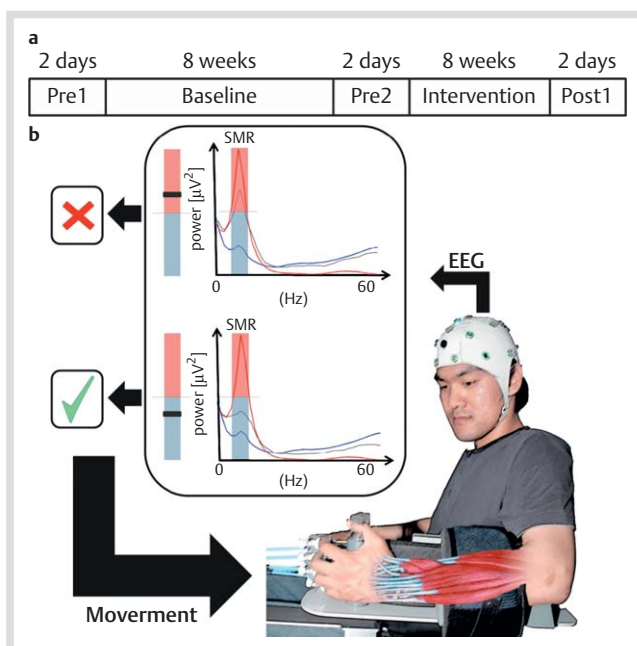 a
2 days 8 weeks 2 days 8 weeks 2 days
Pre1 Baseline Pre2 Intervention Post1
b
SMR
power [μV²]
0 60
(Hz)
EEG
SMR
power [μV²]
0 60
(Hz)
Moverment